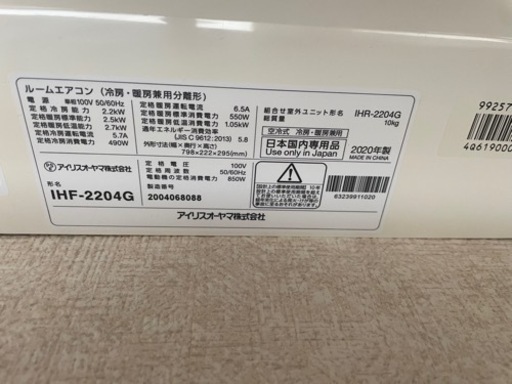 ルームエアコン（冷房・暖房兼用分離形）
電源 単相100V 50/60Hz
定格冷房能力 2.2kW
定格暖房標準能力 2.5kW
定格暖房低温能力 2.7kW
定格冷房運転電流 5.7A
定格冷房消費電力 490W
定格暖房運転電流 6.5A
定格暖房標準消費電力 550W
定格暖房低温消費電力 1.05kW
通年エネルギー消費効率 5.8
(JIS C 9612:2013)
外形寸法(幅×高さ×奥行)
798×222×295(mm)
組合せ室外ユニット形名 IHR-2204G
総質量 10kg
空冷式 冷房・暖房兼用
日本国内専用品
Use only in Japan
2020年製
MADE IN CHINA
アイリスオーヤマ株式会社
形名
IHF-2204G
定格電圧 100V
定格周波数 50/60Hz
電動機の定格消費電力 850W
製造番号
2004068088
アイリスオーヤマ株式会社
63239911020
99257
4Q619000